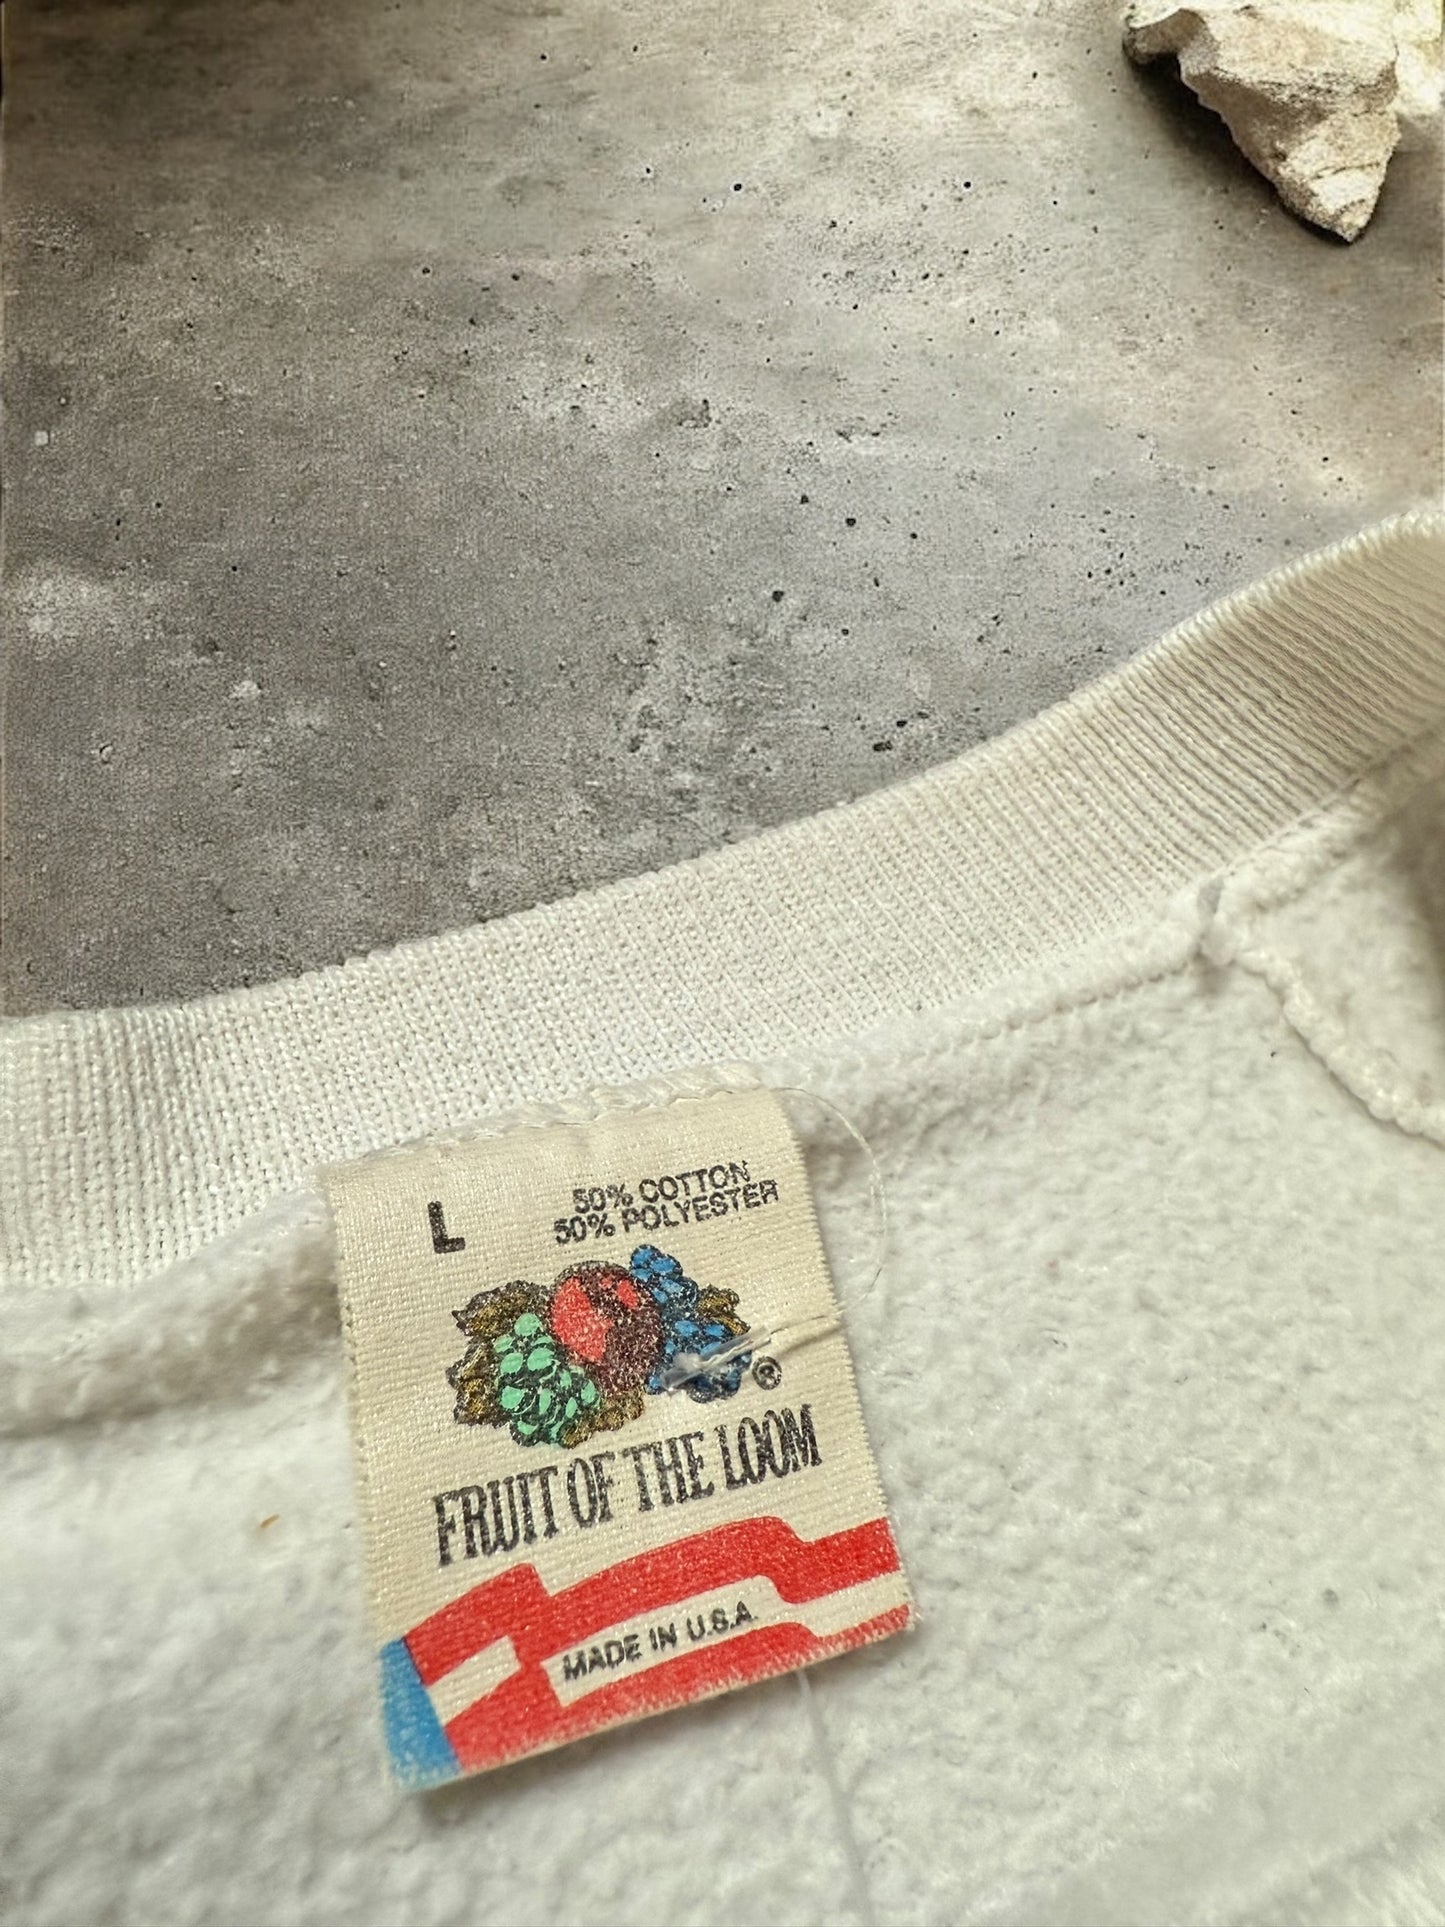 L
50% COTTON
50% POLYESTER
®
FRUIT OF THE LOOM
MADE IN U.S.A.